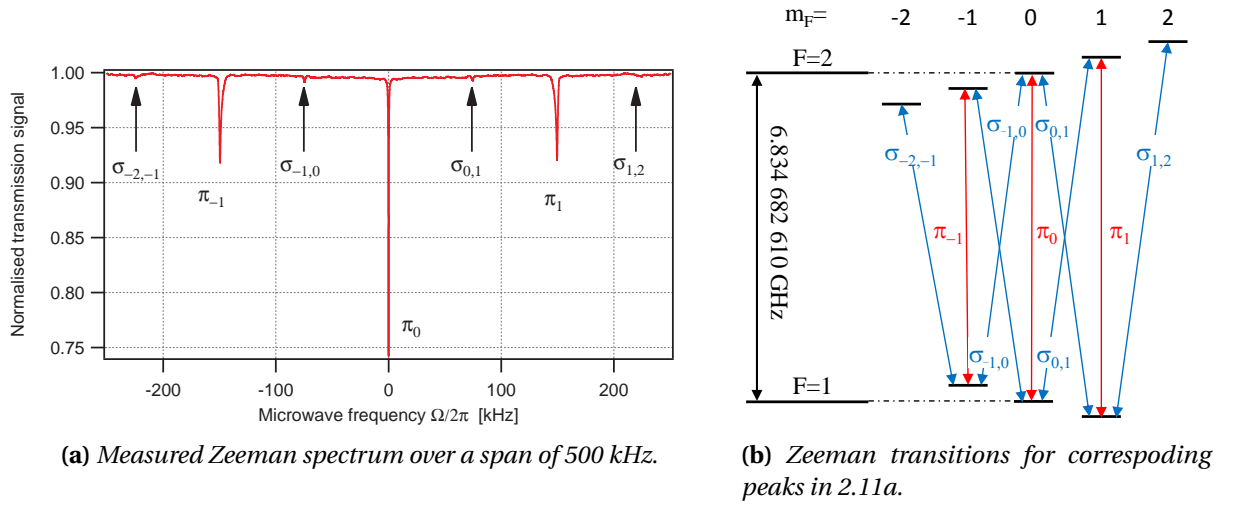 1.00
0.95
0.90
0.85
0.80
0.75
Normalised transmission signal
σ₋₂,₋₁
π₋₁
σ₋₁,₀
π₀
σ₀,₁
π₁
σ₁,₂
-200 -100 0 100 200
Microwave frequency Ω/2π [kHz]
(a) Measured Zeeman spectrum over a span of 500 kHz.
m_F= -2 -1 0 1 2
F=2
6.834 682 610 GHz
σ₋₂,₋₁ σ₋₁,₀ σ₀,₁ σ₁,₂
π₋₁ π₀ π₁
σ₋₁,₀ σ₀,₁
F=1
(b) Zeeman transitions for correspoding
peaks in 2.11a.